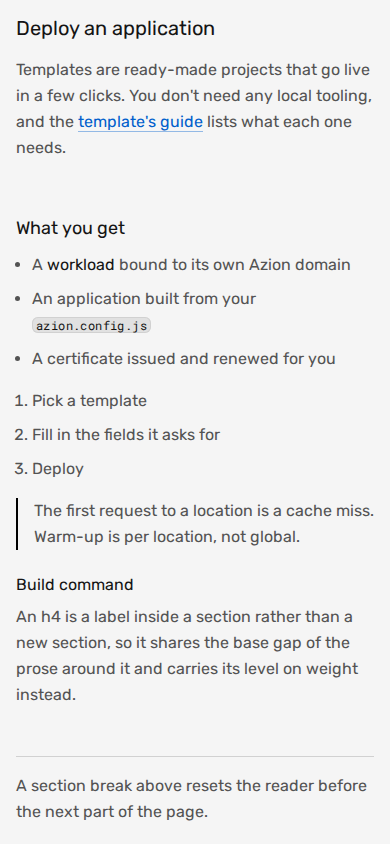 Deploy an application
Templates are ready-made projects that go live
in a few clicks. You don't need any local tooling,
and the template's guide lists what each one
needs.
What you get
• A workload bound to its own Azion domain
• An application built from your
azion.config.js
• A certificate issued and renewed for you
1. Pick a template
2. Fill in the fields it asks for
3. Deploy
The first request to a location is a cache miss.
Warm-up is per location, not global.
Build command
An h4 is a label inside a section rather than a
new section, so it shares the base gap of the
prose around it and carries its level on weight
instead.
A section break above resets the reader before
the next part of the page.